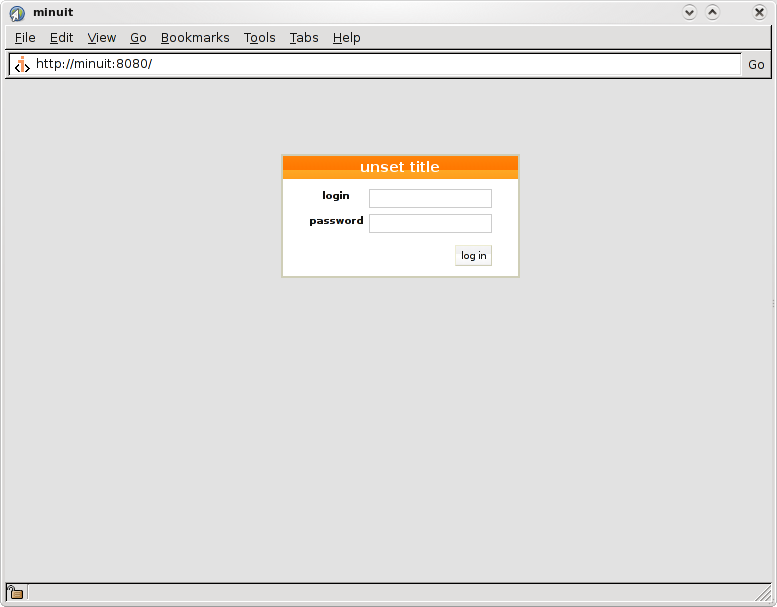 minuit
File Edit View Go Bookmarks Tools Tabs Help
http://minuit:8080/ Go
unset title
login
password
log in